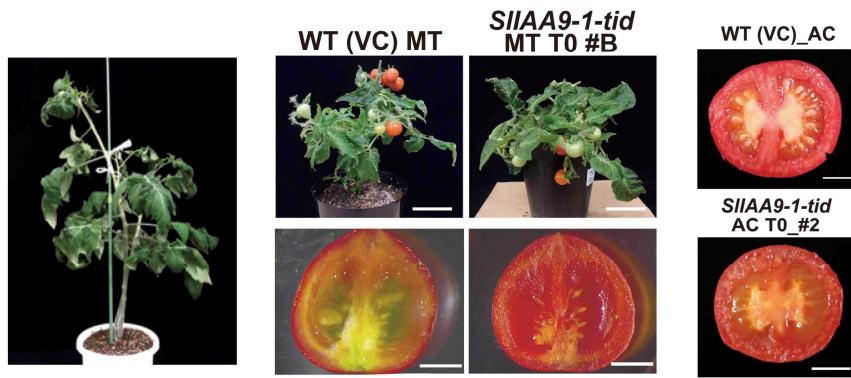 WT (VC) MT
SlIAA9-1-tid
MT T0 #B
WT (VC)_AC
SlIAA9-1-tid
AC T0_#2